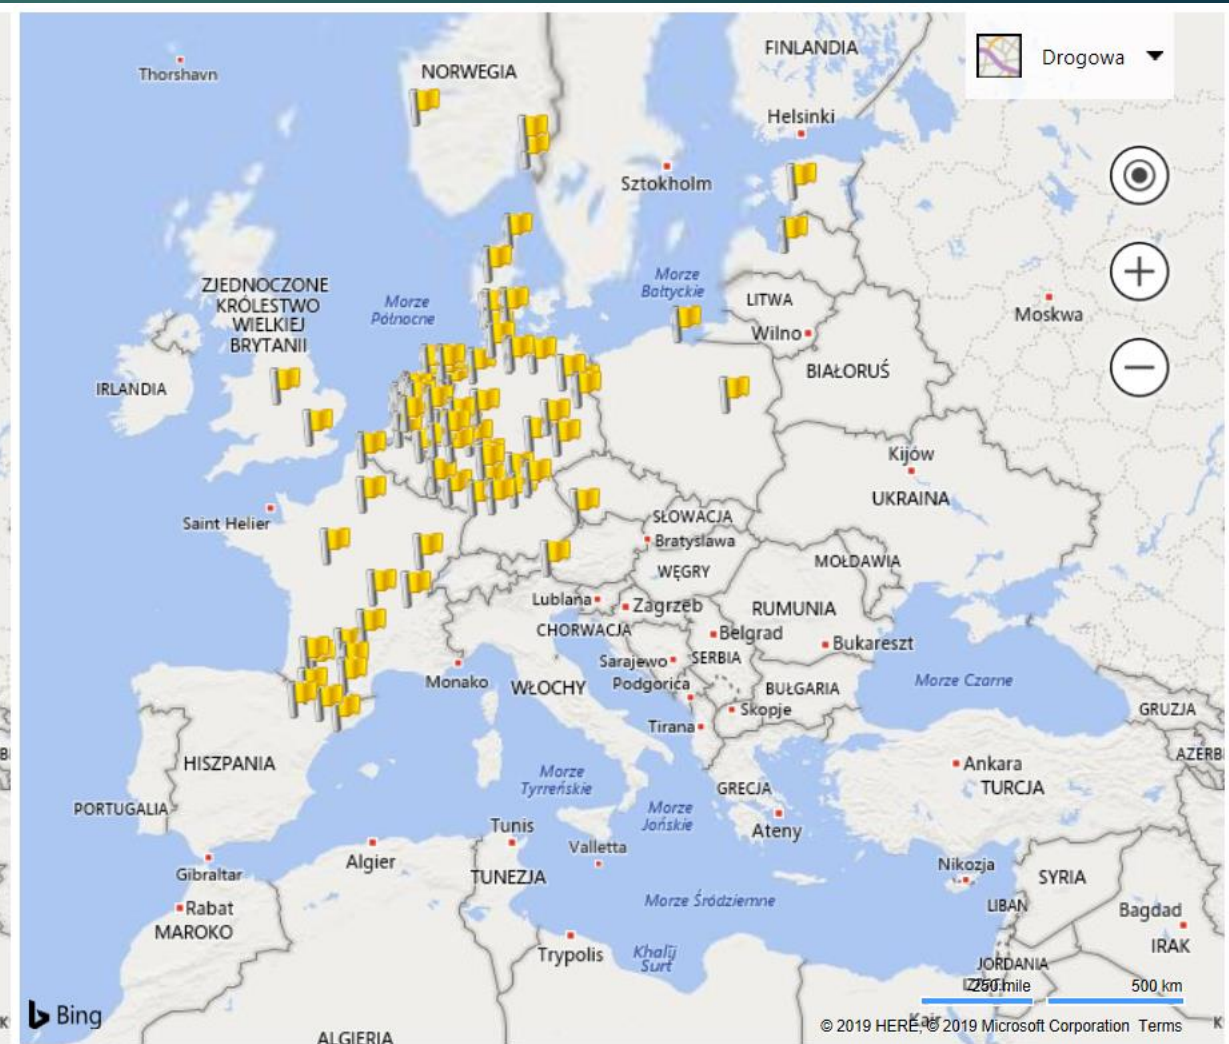 FINLANDIA
Drogowa
Thorshavn
NORWEGIA
Helsinki
Sztokholm
ZJEDNOCZONE
KRÓLESTWO
WIELKIEJ
BRYTANII
Morze
Północne
Morze
Bałtyckie
LITWA
Wilno
Moskwa
IRLANDIA
BIAŁORUŚ
Kijów
UKRAINA
Saint Helier
SŁOWACJA
Bratysława
WĘGRY
MOŁDAWIA
Lublana
Zagrzeb
RUMUNIA
CHORWACJA
Belgrad
Bukareszt
Sarajewo
SERBIA
Monako
WŁOCHY
Podgorica
BUŁGARIA
Morze Czarne
Skopje
GRUZJA
Tirana
AZERB
HISZPANIA
Ankara
TURCJA
Morze
Tyrreńskie
GRECJA
PORTUGALIA
Morze
Jońskie
Ateny
Tunis
Algier
Valletta
Gibraltar
TUNEZJA
Nikozja
SYRIA
Rabat
MAROKO
Morze Śródziemne
LIBAN
Bagdad
IRAK
Trypolis
Khalīj
Surt
JORDANIA
250 mile
500 km
Bing
© 2019 HERE, © 2019 Microsoft Corporation Terms
ALGIERIA